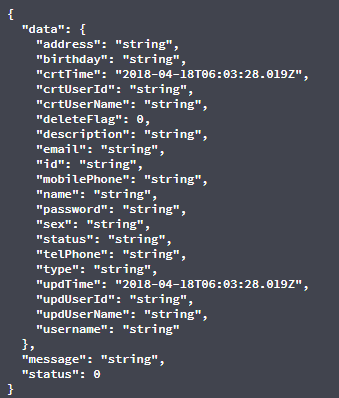 {
  "data": {
    "address": "string",
    "birthday": "string",
    "crtTime": "2018-04-18T06:03:28.019Z",
    "crtUserId": "string",
    "crtUserName": "string",
    "deleteFlag": 0,
    "description": "string",
    "email": "string",
    "id": "string",
    "mobilePhone": "string",
    "name": "string",
    "password": "string",
    "sex": "string",
    "status": "string",
    "telPhone": "string",
    "type": "string",
    "updTime": "2018-04-18T06:03:28.019Z",
    "updUserId": "string",
    "updUserName": "string",
    "username": "string"
  },
  "message": "string",
  "status": 0
}